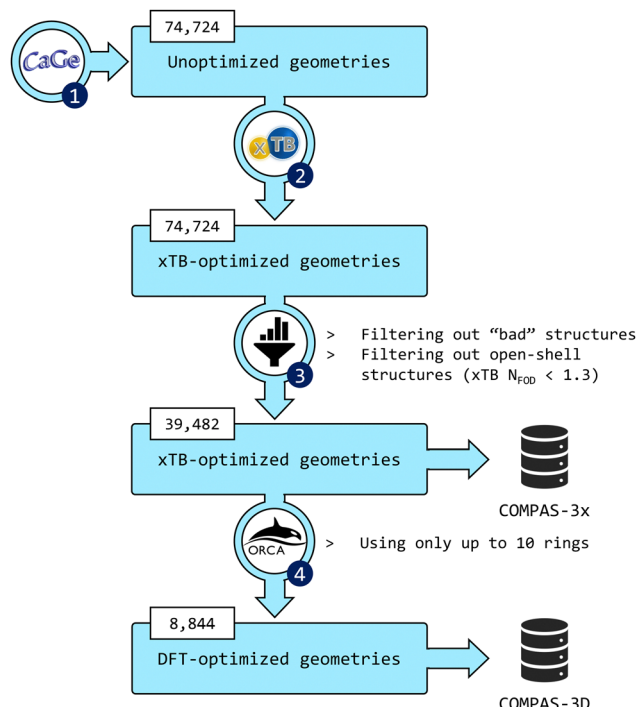 74,724
CaGe
Unoptimized geometries
1
xTB
2
74,724
xTB-optimized geometries
> Filtering out “bad” structures
> Filtering out open-shell
structures (xTB N_FOD < 1.3)
3
39,482
xTB-optimized geometries
COMPAS-3x
ORCA
> Using only up to 10 rings
4
8,844
DFT-optimized geometries
COMPAS-3D